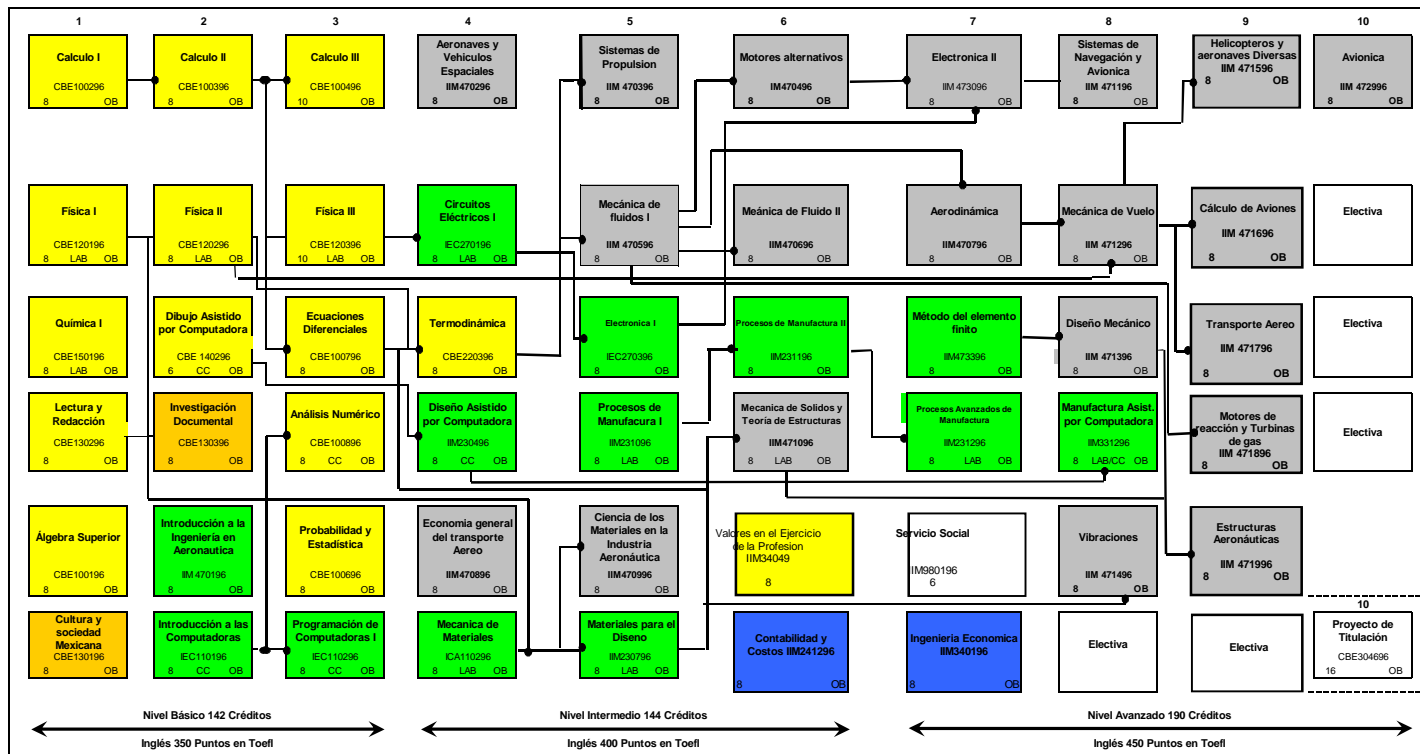 1 2 3 4 5 6 7 8 9 10
Calculo I
CBE100296
8 OB
Calculo II
CBE100396
8 OB
Calculo III
CBE100496
10 OB
Aeronaves y
Vehiculos
Espaciales
IIM470296
8 OB
Sistemas de
Propulsion
IIM 470396
8 OB
Motores alternativos
IM470496
8 OB
Electronica II
IIM 473096
8 OB
Sistemas de
Navegación y
Avionica
IIM 471196
8 OB
Helicopteros y
aeronaves Diversas
IIM 471596
8 OB
Avionica
IIM 472996
8 OB
Física I
CBE120196
8 LAB OB
Física II
CBE120296
8 LAB OB
Física III
CBE120396
10 LAB OB
Circuitos
Eléctricos I
IEC270196
8 LAB OB
Mecánica de
fluidos I
IIM 470596
8 OB
Meánica de Fluido II
IIM470696
8 OB
Aerodinámica
IIM470796
8 OB
Mecánica de Vuelo
IIM 471296
8 OB
Cálculo de Aviones
IIM 471696
8 OB
Electiva
Química I
CBE150196
8 LAB OB
Dibujo Asistido
por Computadora
CBE 140296
6 CC OB
Ecuaciones
Diferenciales
CBE100796
8 OB
Termodinámica
CBE220396
8 OB
Electronica I
IEC270396
8 OB
Procesos de Manufactura II
IIM231196
8 OB
Método del elemento
finito
IIM473396
8 OB
Diseño Mecánico
IIM 471396
8 OB
Transporte Aereo
IIM 471796
8 OB
Electiva
Lectura y
Redacción
CBE130296
8 OB
Investigación
Documental
CBE130396
8 OB
Análisis Numérico
CBE100896
8 CC OB
Diseño Asistido
por Computadora
IIM230496
8 CC OB
Procesos de
Manufacura I
IIM231096
8 LAB OB
Mecanica de Solidos y
Teoría de Estructuras
IIM471096
8 LAB OB
Procesos Avanzados de
Manufactura
IIM231296
8 LAB OB
Manufactura Asist.
por Computadora
IIM331296
8 LAB/CC OB
Motores de
reacción y Turbinas
de gas
IIM 471896
8 OB
Electiva
Álgebra Superior
CBE100196
8 OB
Introducción a la
Ingeniería en
Aeronautica
IIM 470196
8 OB
Probabilidad y
Estadística
CBE100696
8 OB
Economia general
del transporte
Aereo
IIM470896
8 OB
Ciencia de los
Materiales en la
Industria
Aeronáutica
IIM470996
8 OB
Valores en el Ejercicio
de la Profesion
IIM34049
8
Servicio Social
IIM980196
6
Vibraciones
IIM 471496
8 OB
Estructuras
Aeronáuticas
IIM 471996
8 OB
Cultura y
sociedad
Mexicana
CBE130196
8 OB
Introducción a las
Computadoras
IEC110196
8 CC OB
Programación de
Computadoras I
IEC110296
8 CC OB
Mecanica de
Materiales
ICA110296
8 LAB OB
Materiales para el
Diseno
IIM230796
8 LAB OB
Contabilidad y
Costos IIM241296
8 OB
Ingenieria Economica
IIM340196
8 OB
Electiva
Electiva
10
Proyecto de
Titulación
CBE304696
16 OB
Nivel Básico 142 Créditos
Inglés 350 Puntos en Toefl
Nivel Intermedio 144 Créditos
Inglés 400 Puntos en Toefl
Nivel Avanzado 190 Créditos
Inglés 450 Puntos en Toefl